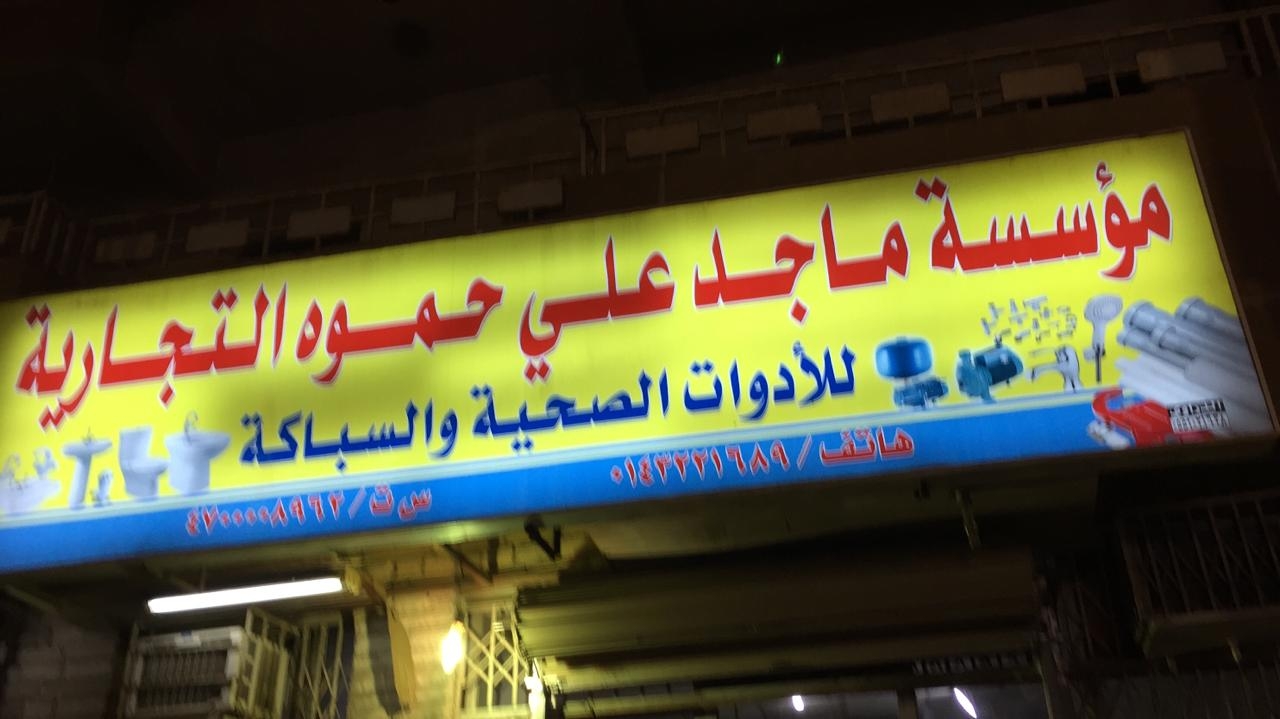 مؤسسة ماجد علي حموه التجارية
للأدوات الصحية والسباكة
هاتف/ ٠١٤٣٢٢١٦٨٩
س ت/ ٤٧٠٠٠٠٨٩٦٢